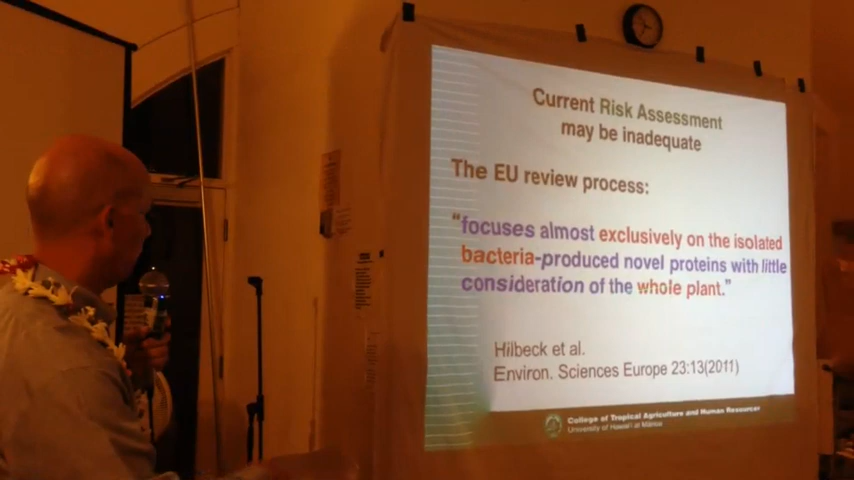 Current Risk Assessment
may be inadequate
The EU review process:
"focuses almost exclusively on the isolated
bacteria-produced novel proteins with little
consideration of the whole plant."
Hilbeck et al.
Environ. Sciences Europe 23:13(2011)
College of Tropical Agriculture and Human Resources
University of Hawai'i at Mānoa